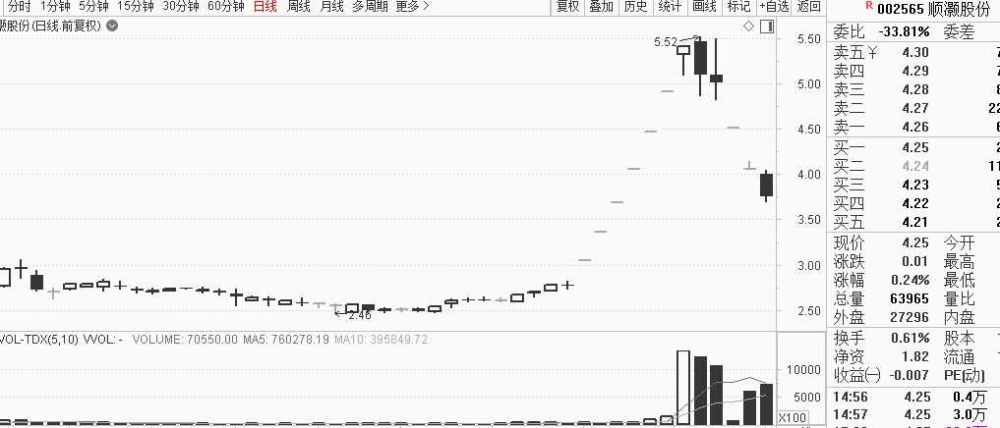 分时 1分钟 5分钟 15分钟 30分钟 60分钟 日线 周线 月线 多周期 更多 >
复权 叠加 历史 统计 画线 标记 +自选 返回
R 002565 顺灏股份
灏股份(日线.前复权)
5.52
2.46
5.50
5.00
4.50
4.00
3.50
3.00
2.50
VOL-TDX(5,10) VVOL: - VOLUME: 70550.00 MA5: 760278.19 MA10: 395849.72
10000
5000
X100
委比 -33.81% 委差
卖五 ¥ 4.30 7
卖四 4.29 7
卖三 4.28 8
卖二 4.27 22
卖一 4.26 6
买一 4.25 2
买二 4.24 11
买三 4.23 5
买四 4.22 2
买五 4.21 2
现价 4.25 今开
涨跌 0.01 最高
涨幅 0.24% 最低
总量 63965 量比
外盘 27296 内盘
换手 0.61% 股本
净资 1.82 流通
收益㈠ -0.007 PE(动)
14:56 4.25 0.4万
14:57 4.25 3.0万